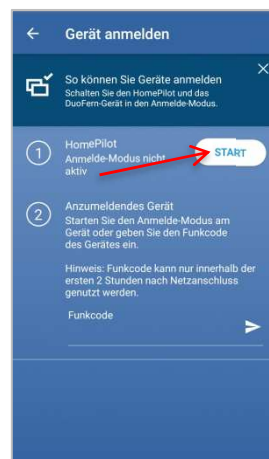 Gerät anmelden
So können Sie Geräte anmelden
Schalten Sie den HomePilot und das
DuoFern-Gerät in den Anmelde-Modus.
1
HomePilot
Anmelde-Modus nicht
aktiv
START
2
Anzumeldendes Gerät
Starten Sie den Anmelde-Modus am
Gerät oder geben Sie den Funkcode
des Gerätes ein.
Hinweis: Funkcode kann nur innerhalb der
ersten 2 Stunden nach Netzanschluss
genutzt werden.
Funkcode